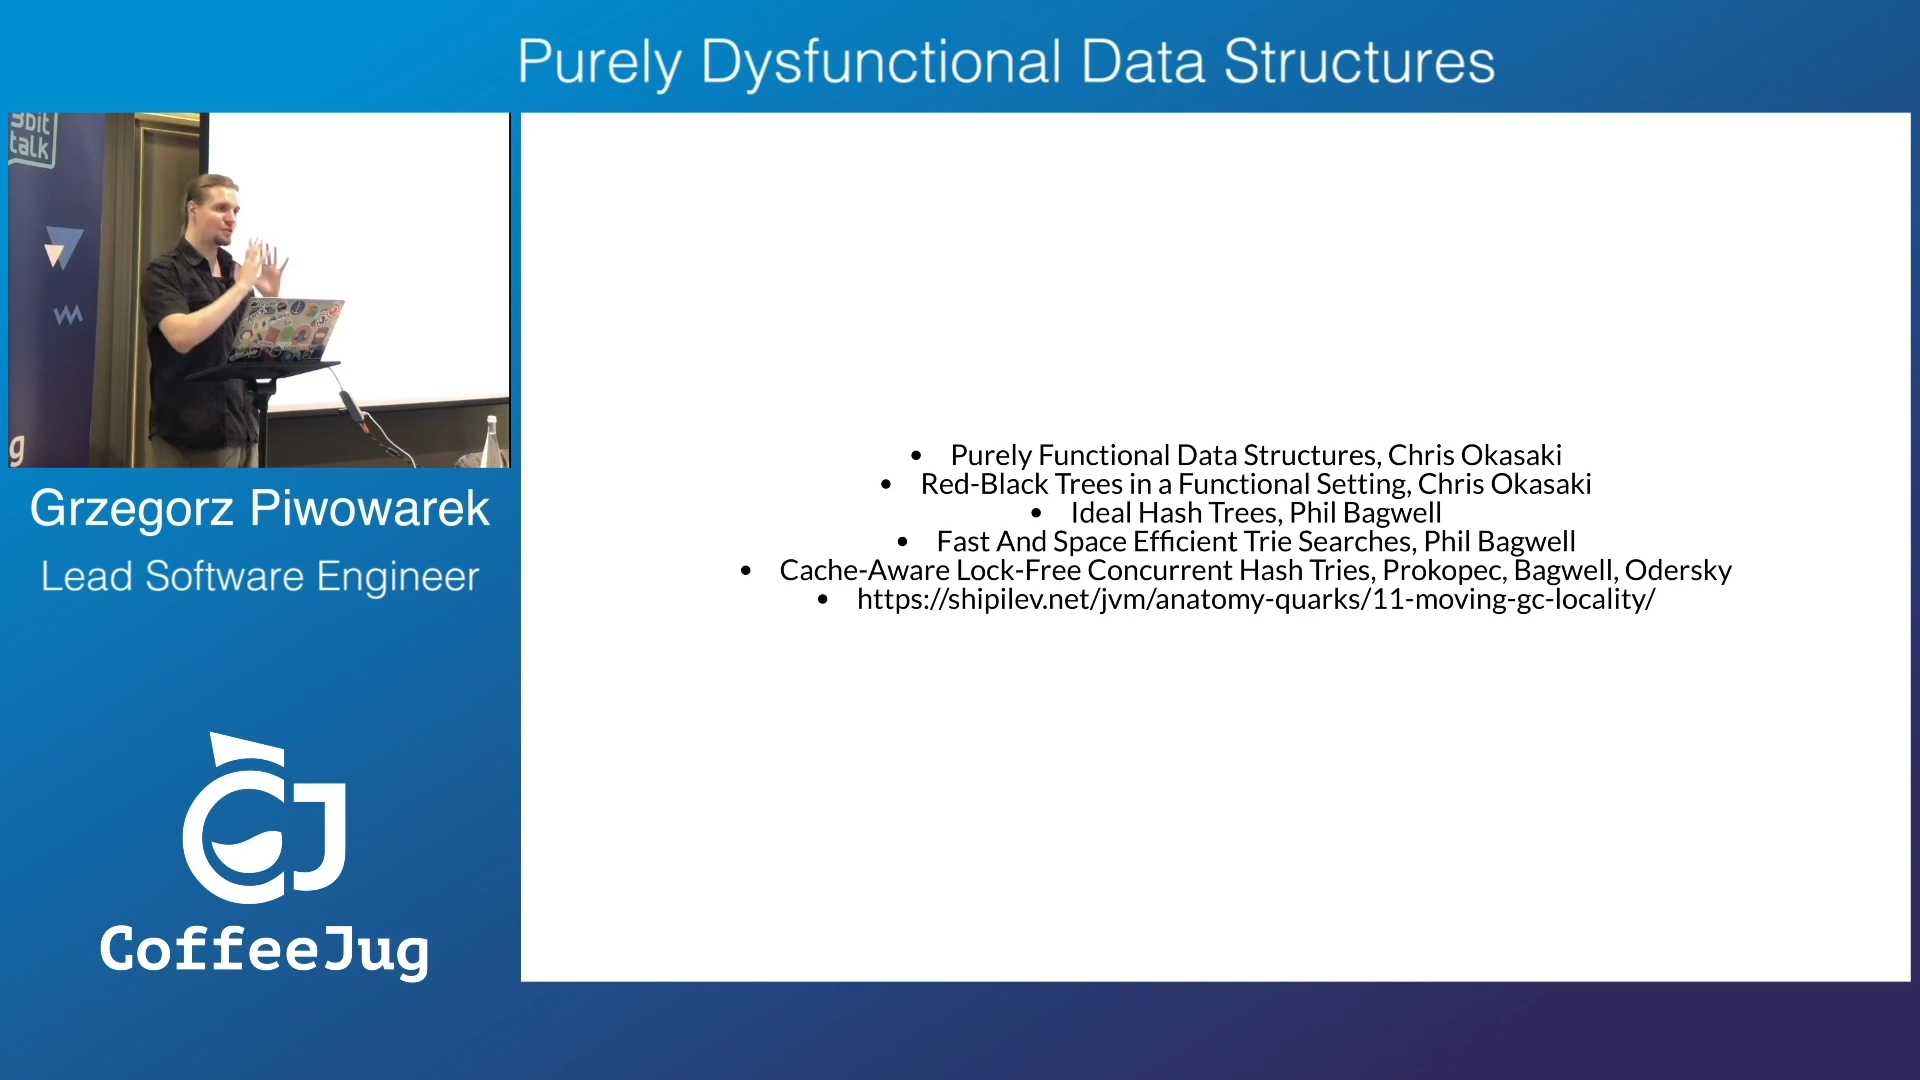 Purely Dysfunctional Data Structures
3bit
talk
g
Grzegorz Piwowarek
Lead Software Engineer
CJ
CoffeeJug
• Purely Functional Data Structures, Chris Okasaki
• Red-Black Trees in a Functional Setting, Chris Okasaki
• Ideal Hash Trees, Phil Bagwell
• Fast And Space Efficient Trie Searches, Phil Bagwell
• Cache-Aware Lock-Free Concurrent Hash Tries, Prokopec, Bagwell, Odersky
• https://shipilev.net/jvm/anatomy-quarks/11-moving-gc-locality/